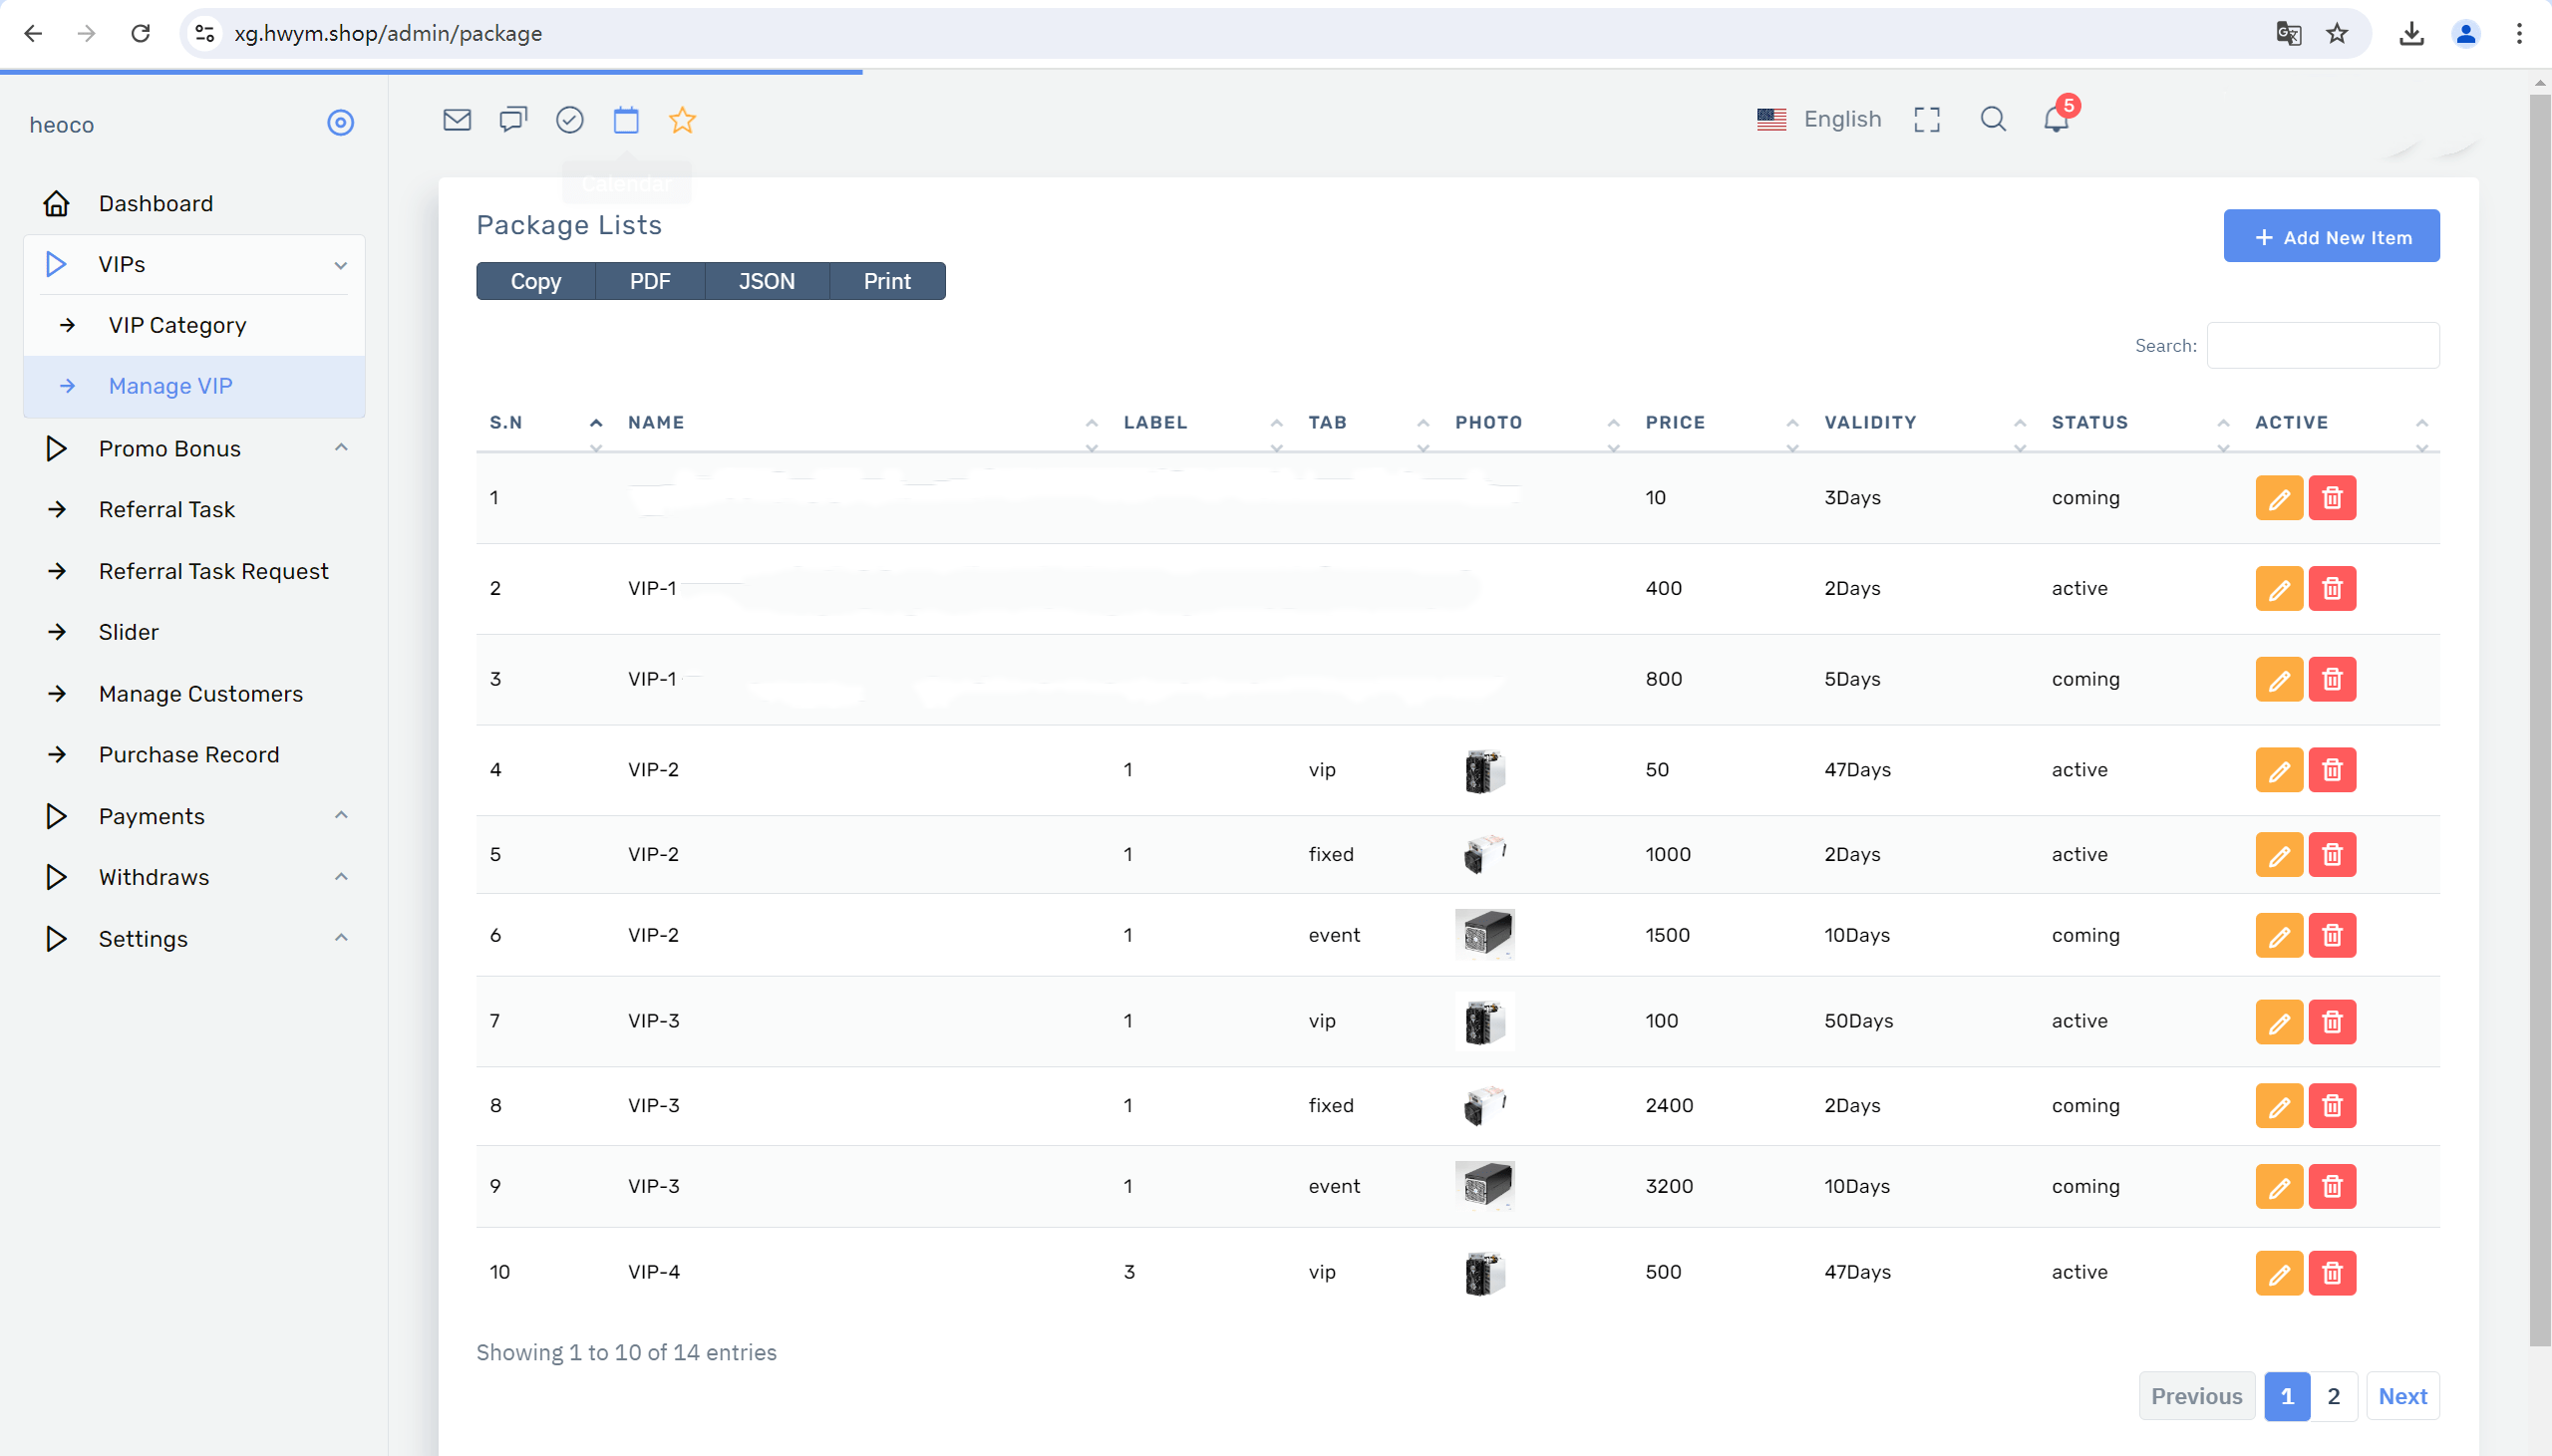 xg.hwym.shop/admin/package
heoco
English
5
Calendar
Dashboard
VIPs
VIP Category
Manage VIP
Promo Bonus
Referral Task
Referral Task Request
Slider
Manage Customers
Purchase Record
Payments
Withdraws
Settings
Package Lists
+ Add New Item
Copy PDF JSON Print
Search:
S.N NAME LABEL TAB PHOTO PRICE VALIDITY STATUS ACTIVE
1 10 3Days coming
2 VIP-1 400 2Days active
3 VIP-1 800 5Days coming
4 VIP-2 1 vip 50 47Days active
5 VIP-2 1 fixed 1000 2Days active
6 VIP-2 1 event 1500 10Days coming
7 VIP-3 1 vip 100 50Days active
8 VIP-3 1 fixed 2400 2Days coming
9 VIP-3 1 event 3200 10Days coming
10 VIP-4 3 vip 500 47Days active
Showing 1 to 10 of 14 entries
Previous 1 2 Next